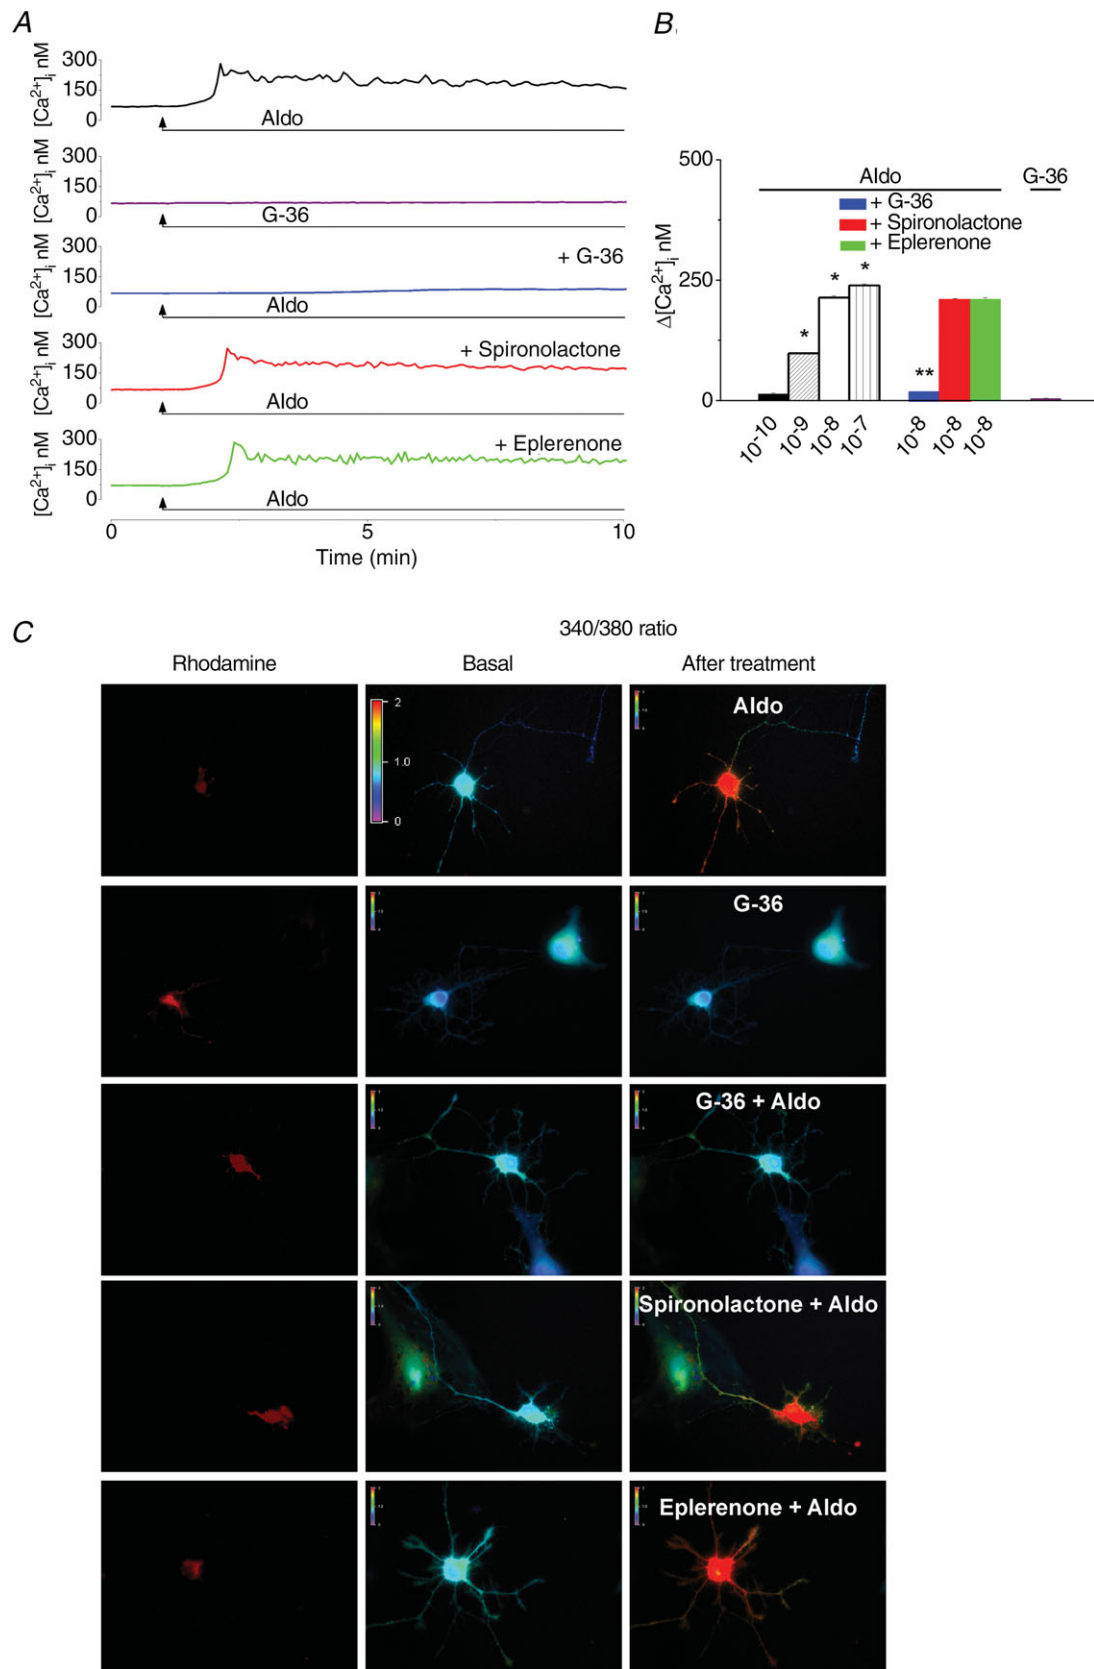 A
[Ca²⁺]ᵢ nM
300
150
0
Aldo
[Ca²⁺]ᵢ nM
300
150
0
G-36
[Ca²⁺]ᵢ nM
300
150
0
+ G-36
Aldo
[Ca²⁺]ᵢ nM
300
150
0
+ Spironolactone
Aldo
[Ca²⁺]ᵢ nM
300
150
0
+ Eplerenone
Aldo
0 5 10
Time (min)
B
Δ[Ca²⁺]ᵢ nM
500
250
0
Aldo G-36
+ G-36
+ Spironolactone
+ Eplerenone
* * * **
10⁻¹⁰ 10⁻⁹ 10⁻⁸ 10⁻⁷ 10⁻⁸ 10⁻⁸ 10⁻⁸
C
340/380 ratio
Rhodamine Basal After treatment
2
1.0
0
Aldo
G-36
G-36 + Aldo
Spironolactone + Aldo
Eplerenone + Aldo